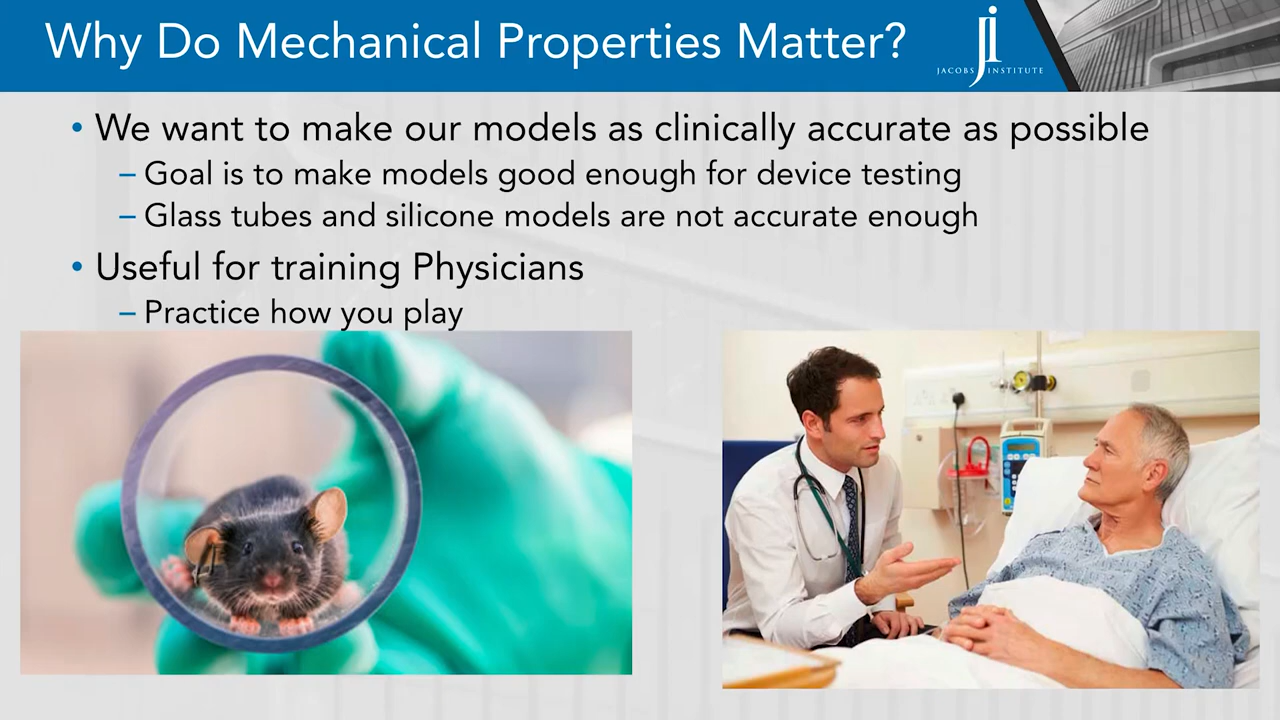 Why Do Mechanical Properties Matter?
JACOBS INSTITUTE
• We want to make our models as clinically accurate as possible
– Goal is to make models good enough for device testing
– Glass tubes and silicone models are not accurate enough
• Useful for training Physicians
– Practice how you play